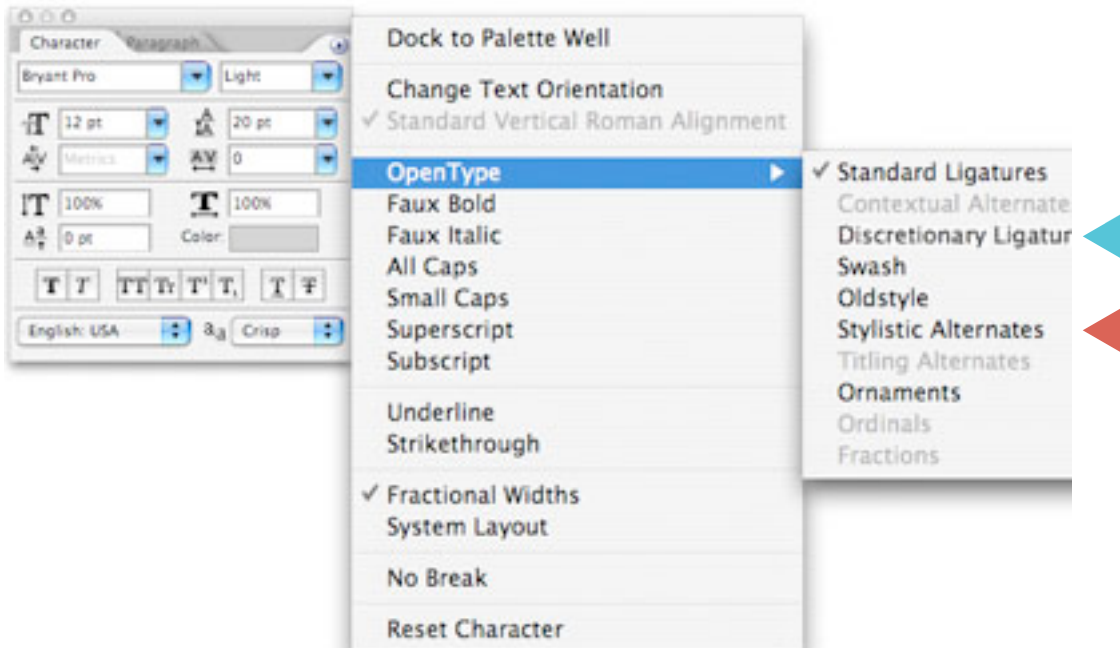 Character Paragraph
Bryant Pro Light
12 pt 20 pt
Metrics 0
100% 100%
0 pt Color:
T T TT Tr T' T, T T
English: USA aa Crisp
Dock to Palette Well
Change Text Orientation
✓ Standard Vertical Roman Alignment
OpenType
Faux Bold
Faux Italic
All Caps
Small Caps
Superscript
Subscript
Underline
Strikethrough
✓ Fractional Widths
System Layout
No Break
Reset Character
✓ Standard Ligatures
Contextual Alternate
Discretionary Ligatur
Swash
Oldstyle
Stylistic Alternates
Titling Alternates
Ornaments
Ordinals
Fractions